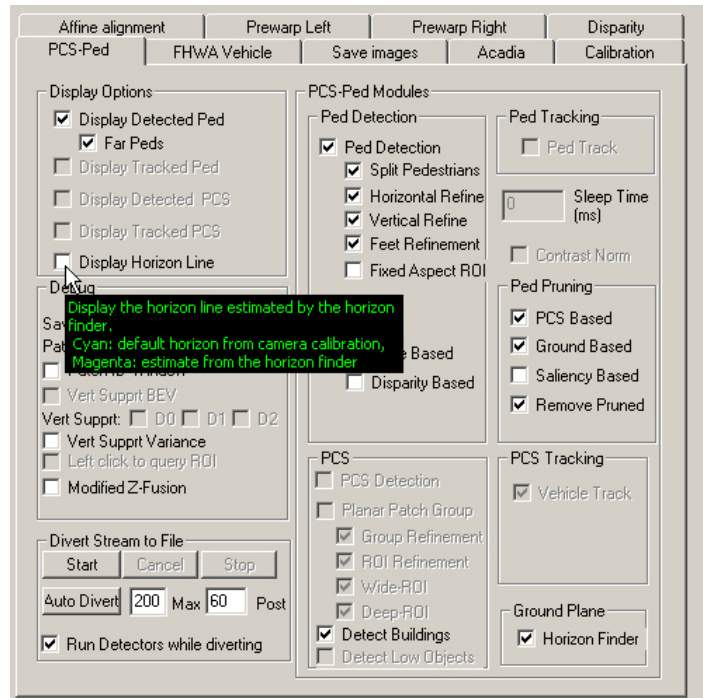 Affine alignment Prewarp Left Prewarp Right Disparity
PCS-Ped FHWA Vehicle Save images Acadia Calibration
Display Options
Display Detected Ped
Far Peds
Display Tracked Ped
Display Detected PCS
Display Tracked PCS
Display Horizon Line
Debug
Display the horizon line estimated by the horizon
finder.
Cyan: default horizon from camera calibration,
Magenta: estimate from the horizon finder
Vert Supprt BEV
Vert Supprt: D0 D1 D2
Vert Supprt Variance
Left click to query ROI
Modified Z-Fusion
Divert Stream to File
Start Cancel Stop
Auto Divert 200 Max 60 Post
Run Detectors while diverting
PCS-Ped Modules
Ped Detection
Ped Detection
Split Pedestrians
Horizontal Refine
Vertical Refine
Feet Refinement
Fixed Aspect ROI
Based
Disparity Based
PCS
PCS Detection
Planar Patch Group
Group Refinement
ROI Refinement
Wide-ROI
Deep-ROI
Detect Buildings
Detect Low Objects
Ped Tracking
Ped Track
0 Sleep Time
(ms)
Contrast Norm
Ped Pruning
PCS Based
Ground Based
Saliency Based
Remove Pruned
PCS Tracking
Vehicle Track
Ground Plane
Horizon Finder